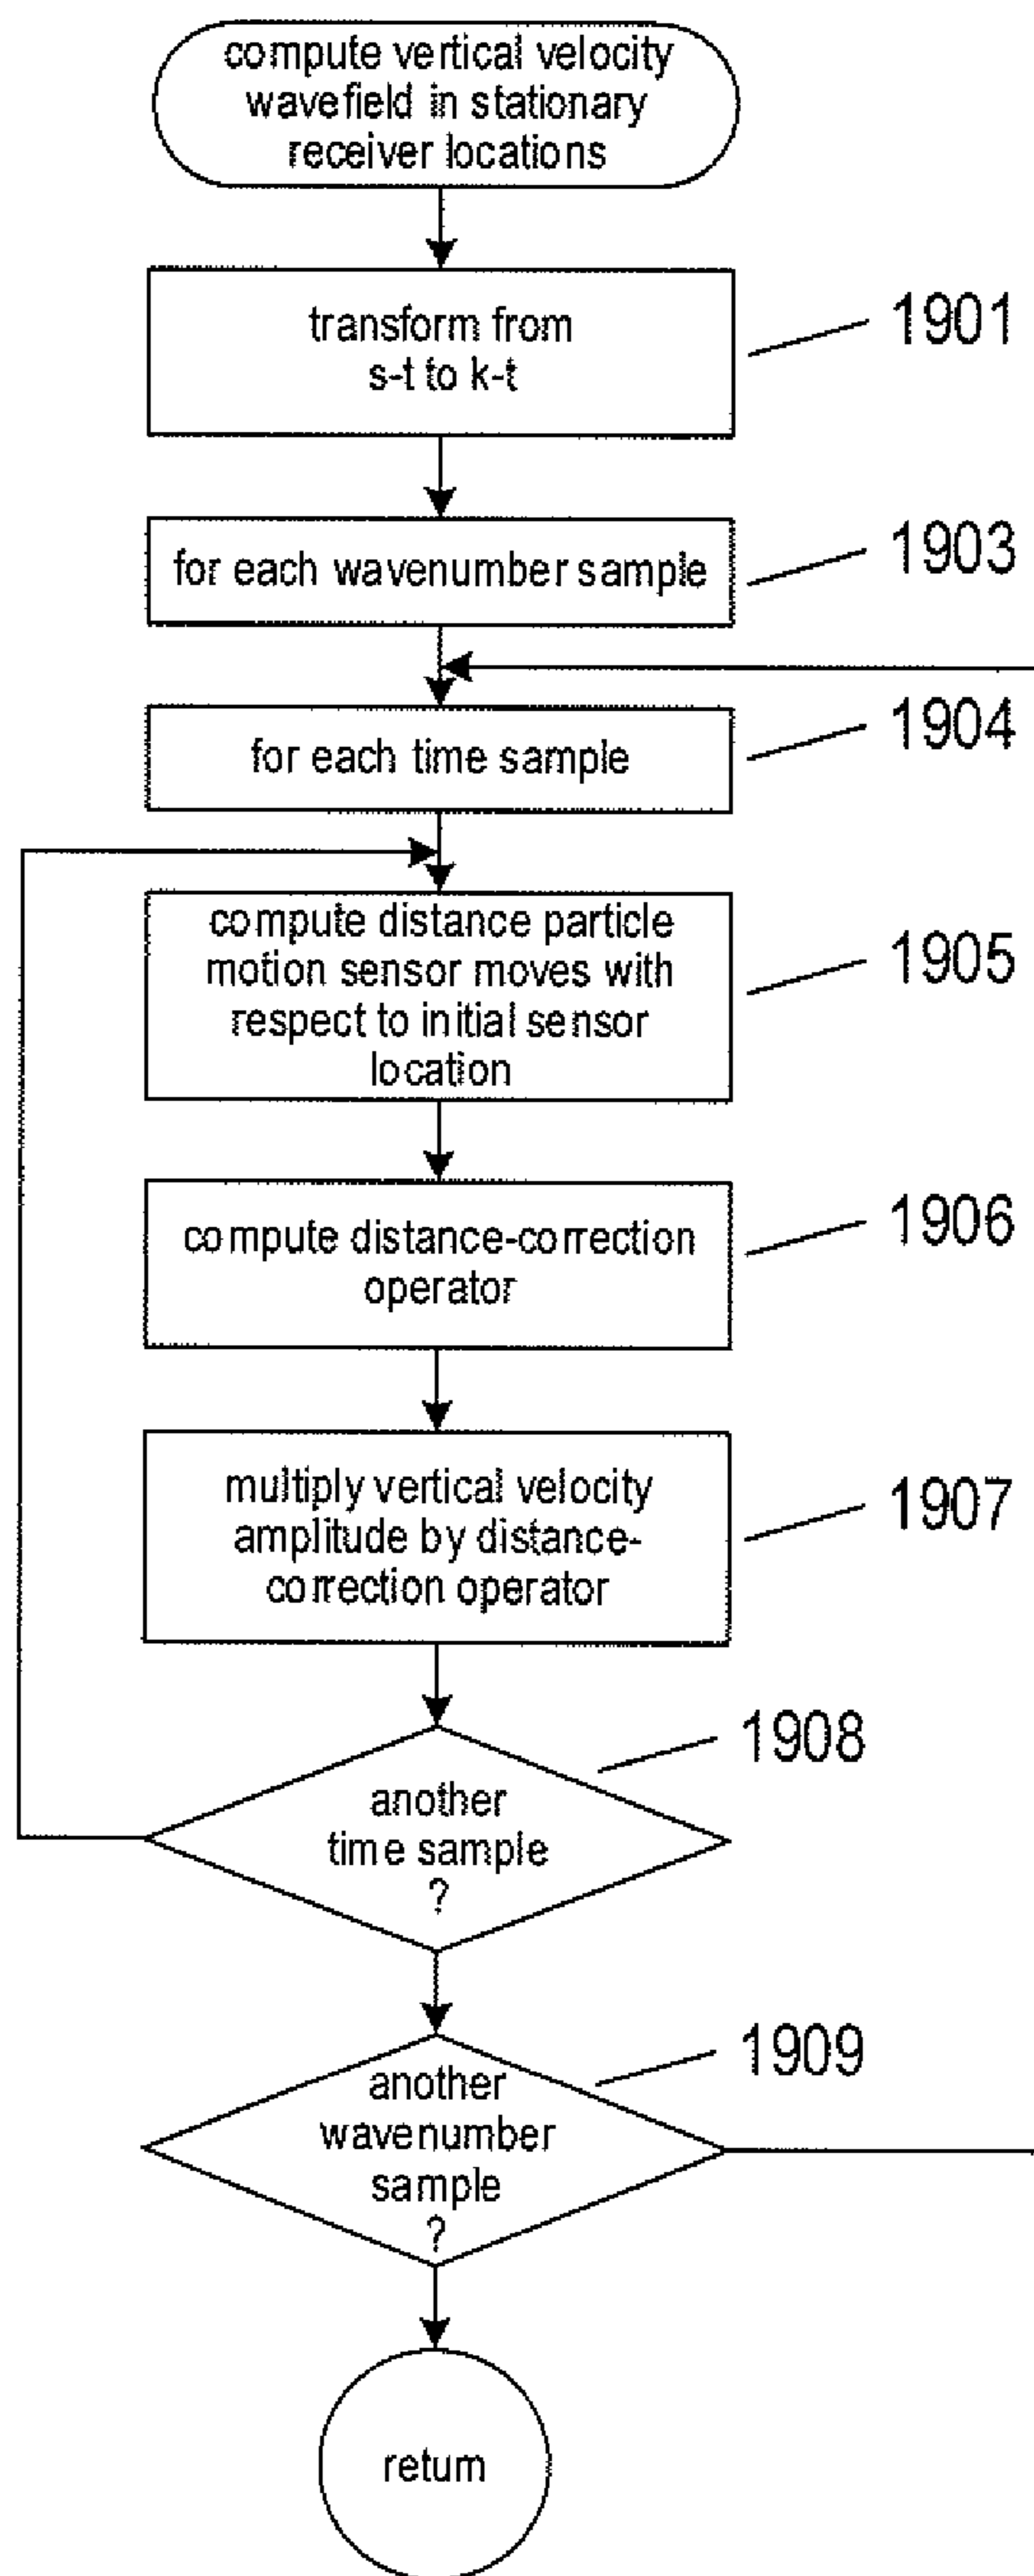 compute vertical velocity
wavefield in stationary
receiver locations
transform from
s-t to k-t
1901
for each wavenumber sample
1903
for each time sample
1904
compute distance particle
motion sensor moves with
respect to initial sensor
location
1905
compute distance-correction
operator
1906
multiply vertical velocity
amplitude by distance-
correction operator
1907
another
time sample
?
1908
another
wavenumber
sample
?
1909
return